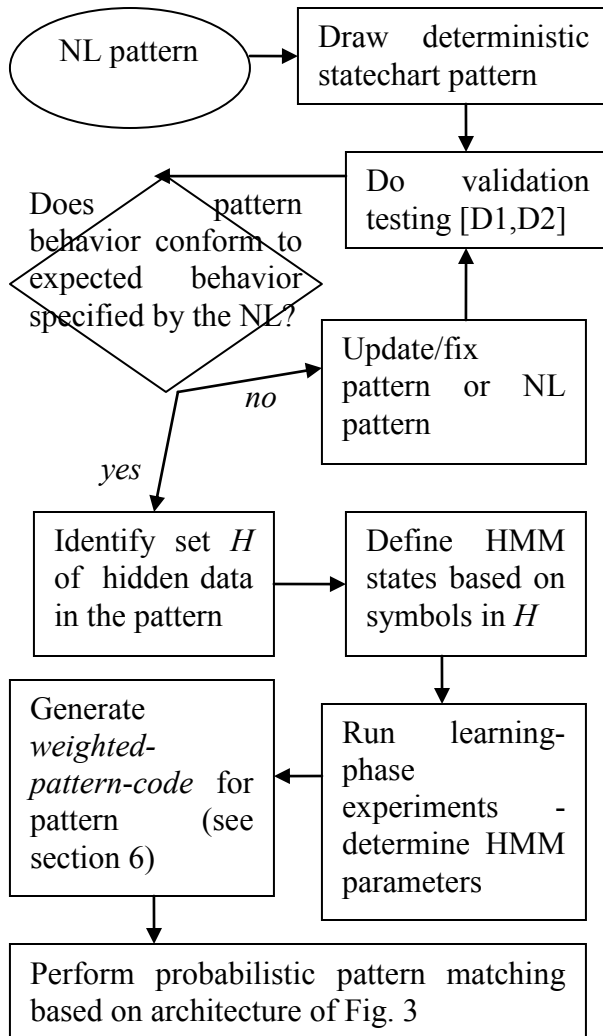 NL pattern
Draw deterministic
statechart pattern
Do validation
testing [D1,D2]
Does pattern
behavior conform to
expected behavior
specified by the NL?
Update/fix
pattern or NL
pattern
no
yes
Identify set H
of hidden data
in the pattern
Define HMM
states based on
symbols in H
Run learning-
phase
experiments -
determine HMM
parameters
Generate
weighted-
pattern-code for
pattern (see
section 6)
Perform probabilistic pattern matching
based on architecture of Fig. 3